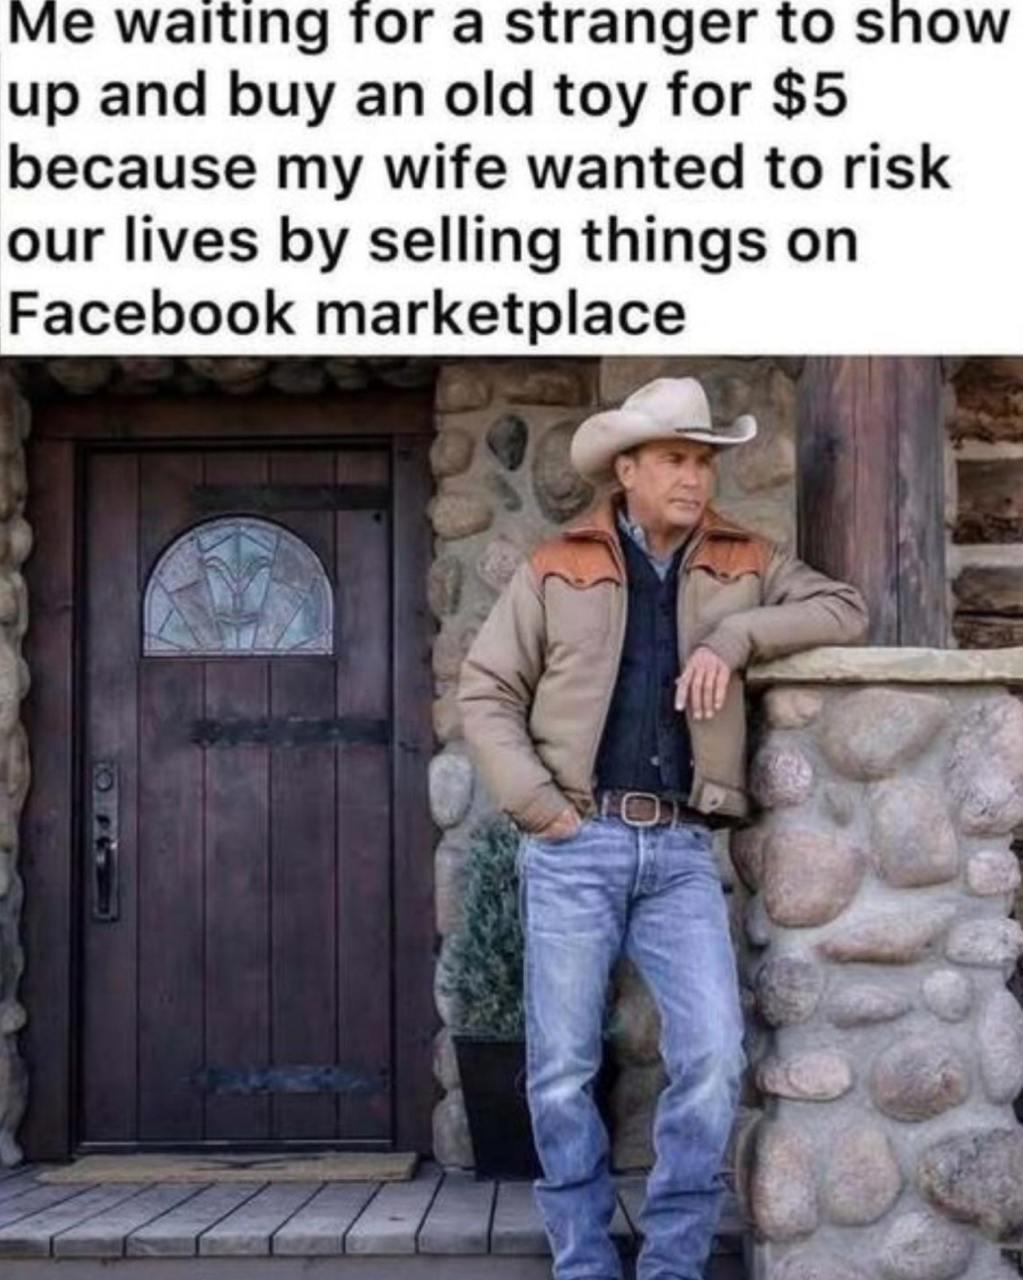 Me waiting for a stranger to show
up and buy an old toy for $5
because my wife wanted to risk
our lives by selling things on
Facebook marketplace